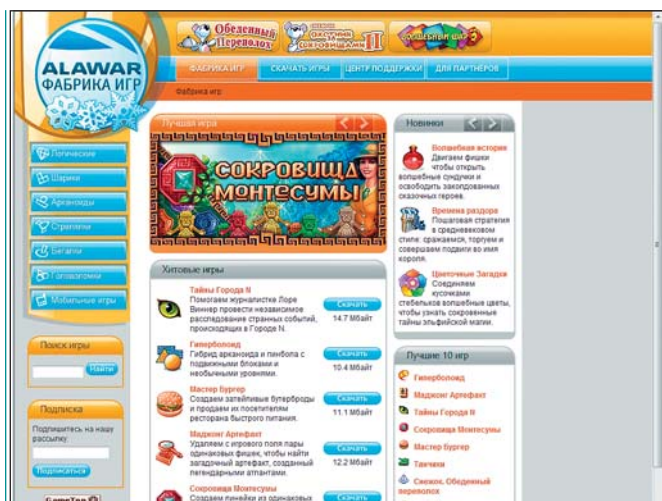 Обеденный
Переполох
Охотник
за
сокровищами II
Волшебный шар
ALAWAR
ФАБРИКА ИГР
ФАБРИКА ИГР
СКАЧАТЬ ИГРЫ
ЦЕНТР ПОДДЕРЖКИ
ДЛЯ ПАРТНЁРОВ
Фабрика игр
Логические
Шарики
Арканоиды
Стратегии
Бегалки
Головоломки
Мобильные игры
Поиск игры
Найти
Подписка
Подпишитесь на нашу
рассылку.
Подписаться
GameTop
Лучшая игра
СОКРОВИЩА
МОНТЕСУМЫ
Хитовые игры
Тайны Города N
Помогаем журналистке Лоре
Виннер провести независимое
расследование странных событий,
происходящих в Городе N.
Скачать
14.7 Мбайт
Гиперболоид
Гибрид арканоида и пинбола с
подвижными блоками и
необычными уровнями.
Скачать
10.4 Мбайт
Мастер Бургер
Создаем затейливые бутерброды
и продаем их посетителям
ресторана быстрого питания.
Скачать
11.1 Мбайт
Маджонг Артефакт
Удаляем с игрового поля пары
одинаковых фишек, чтобы найти
загадочный артефакт, созданный
легендарными атлантами.
Скачать
12.2 Мбайт
Сокровища Монтесумы
Создаем линейки из одинаковых
Скачать
Новинки
Волшебная история
Двигаем фишки
чтобы открыть
волшебные сундучки и
освободить заколдованных
сказочных героев.
Времена раздора
Пошаговая стратегия
в средневековом
стиле: сражаемся, торгуем и
совершаем подвиги во имя
короля.
Цветочные Загадки
Соединяем
кусочками
стебельков волшебные цветы,
чтобы узнать сокровенные
тайны эльфийской магии.
Лучшие 10 игр
Гиперболоид
Маджонг Артефакт
Тайны Города N
Сокровища Монтесумы
Мастер Бургер
Танчики
Снежок. Обеденный
переполох